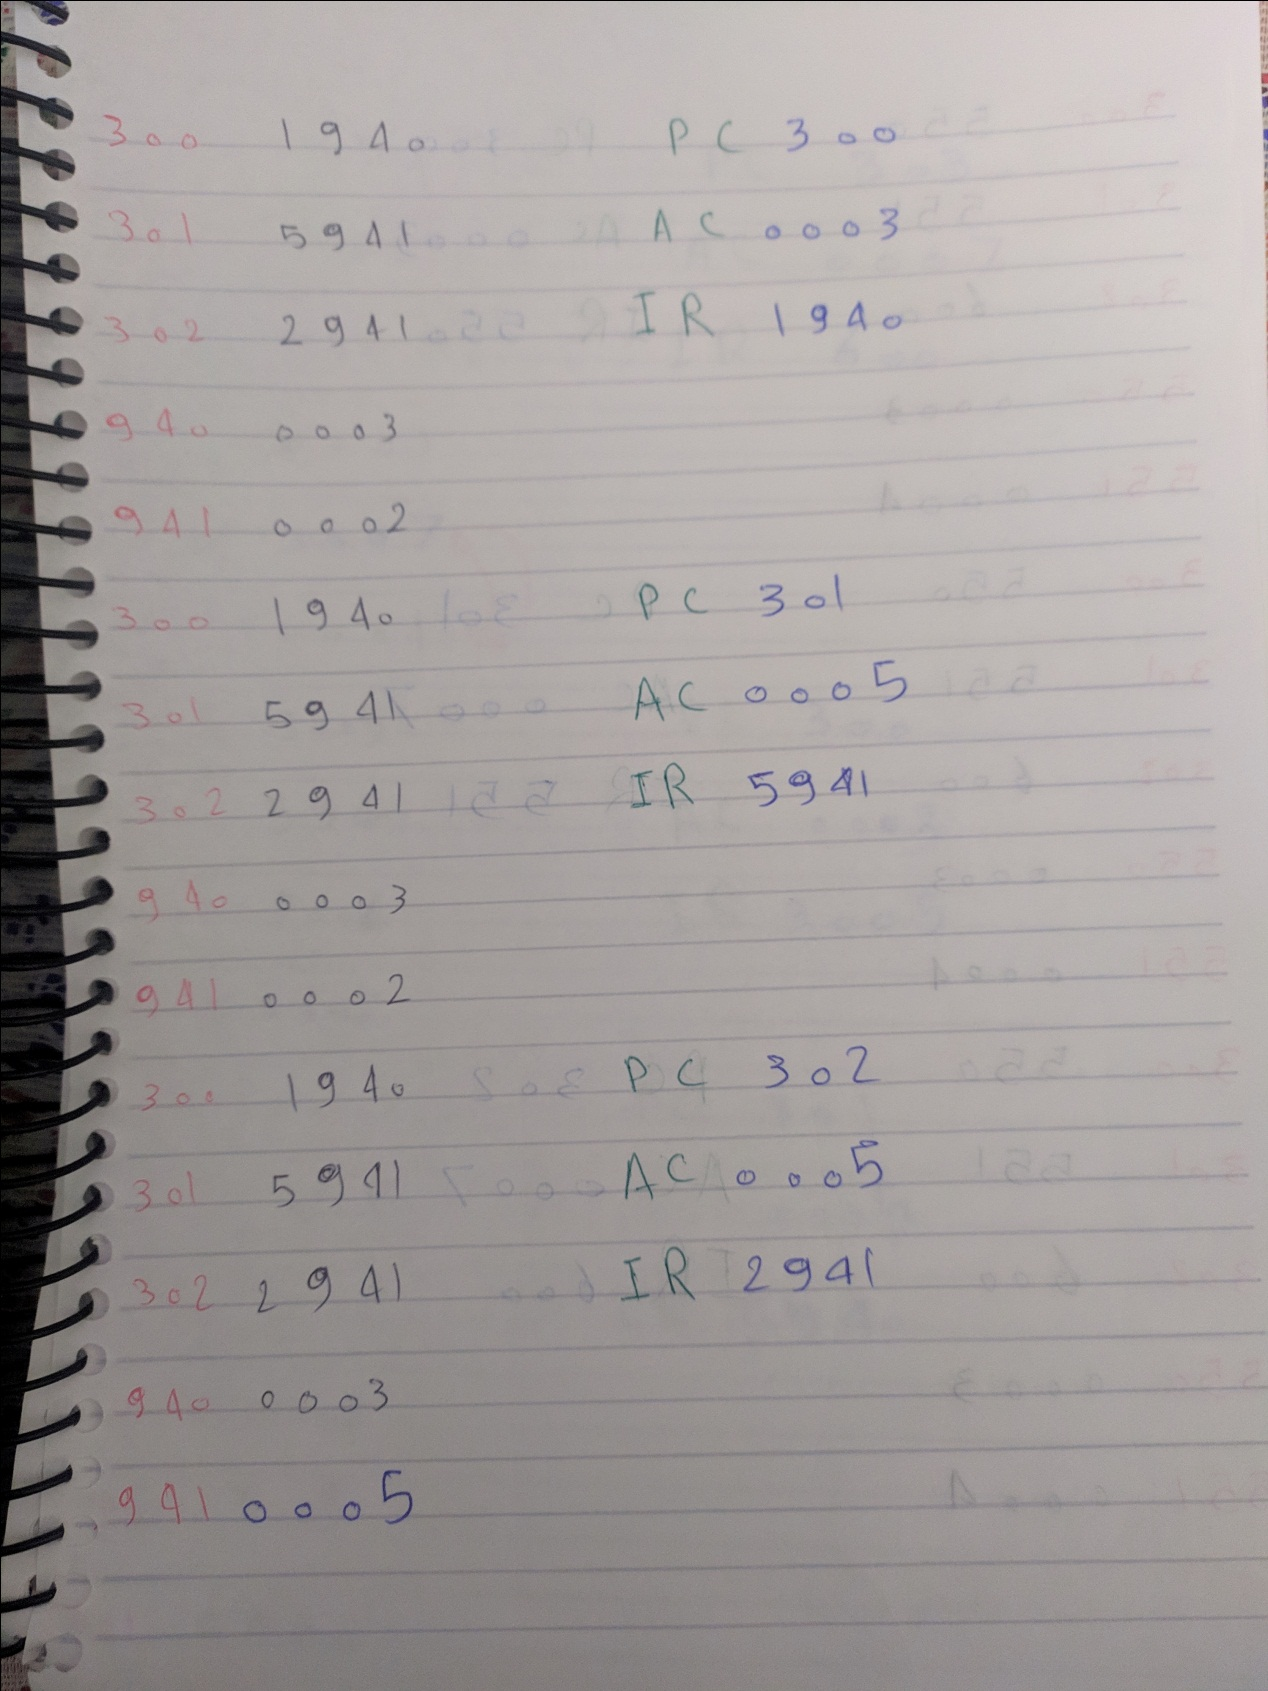 300 1940 PC 300
301 5941 AC 0003
302 2941 IR 1940
940 0003
941 0002
300 1940 PC 301
301 5941 AC 0005
302 2941 IR 5941
940 0003
941 0002
300 1940 PC 302
301 5941 AC 0005
302 2941 IR 2941
940 0003
941 0005